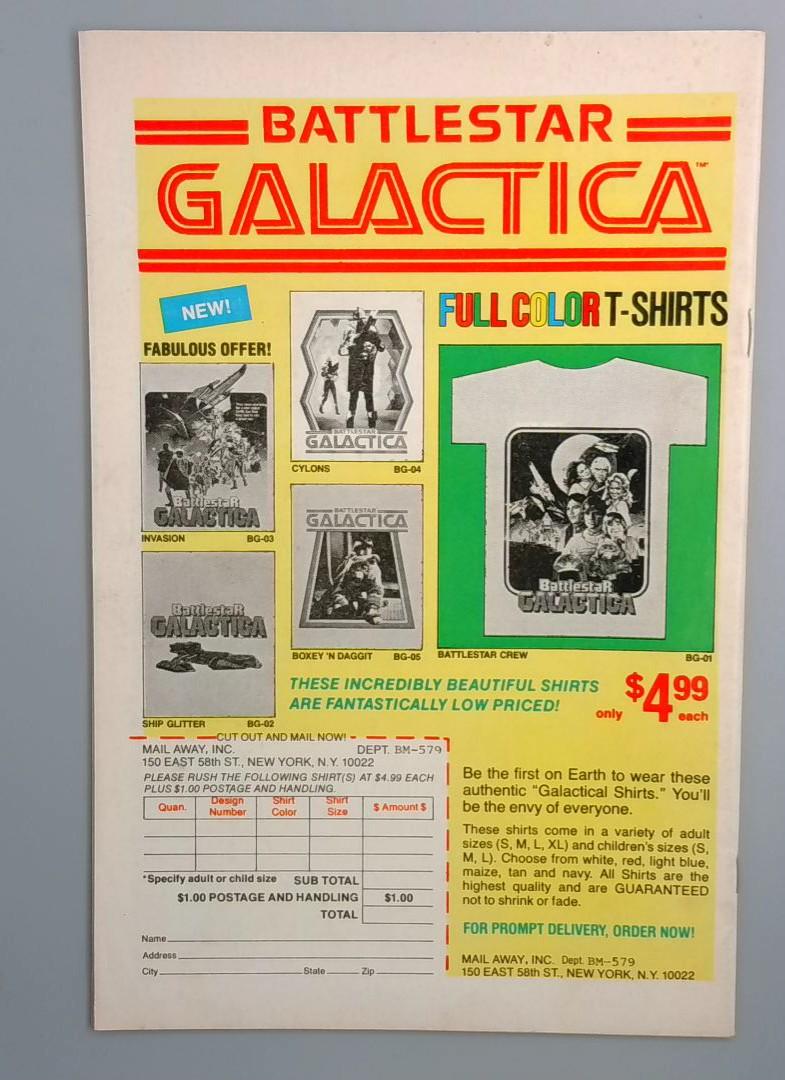 BATTLESTAR
GALACTICA™
NEW!
FABULOUS OFFER!
FULL COLOR T-SHIRTS
BattlestaR
GALACTICA
INVASION BG-03
BATTLESTAR
GALACTICA
CYLONS BG-04
BattlestaR
GALACTICA
SHIP GLITTER BG-02
BATTLESTAR
GALACTICA
BOXEY 'N DAGGIT BG-05
BattlestaR
GALACTICA
BATTLESTAR CREW BG-01
THESE INCREDIBLY BEAUTIFUL SHIRTS
ARE FANTASTICALLY LOW PRICED!
only $4.99 each
CUT OUT AND MAIL NOW!
MAIL AWAY, INC. DEPT. BM-579
150 EAST 58th ST., NEW YORK, N.Y. 10022
PLEASE RUSH THE FOLLOWING SHIRT(S) AT $4.99 EACH
PLUS $1.00 POSTAGE AND HANDLING.
Quan. Design Number Shirt Color Shirt Size $ Amount $
*Specify adult or child size SUB TOTAL
$1.00 POSTAGE AND HANDLING $1.00
TOTAL
Name
Address
City State Zip
Be the first on Earth to wear these
authentic "Galactical Shirts." You'll
be the envy of everyone.
These shirts come in a variety of adult
sizes (S, M, L, XL) and children's sizes (S,
M, L). Choose from white, red, light blue,
maize, tan and navy. All Shirts are the
highest quality and are GUARANTEED
not to shrink or fade.
FOR PROMPT DELIVERY, ORDER NOW!
MAIL AWAY, INC. Dept. BM-579
150 EAST 58th ST., NEW YORK, N.Y. 10022